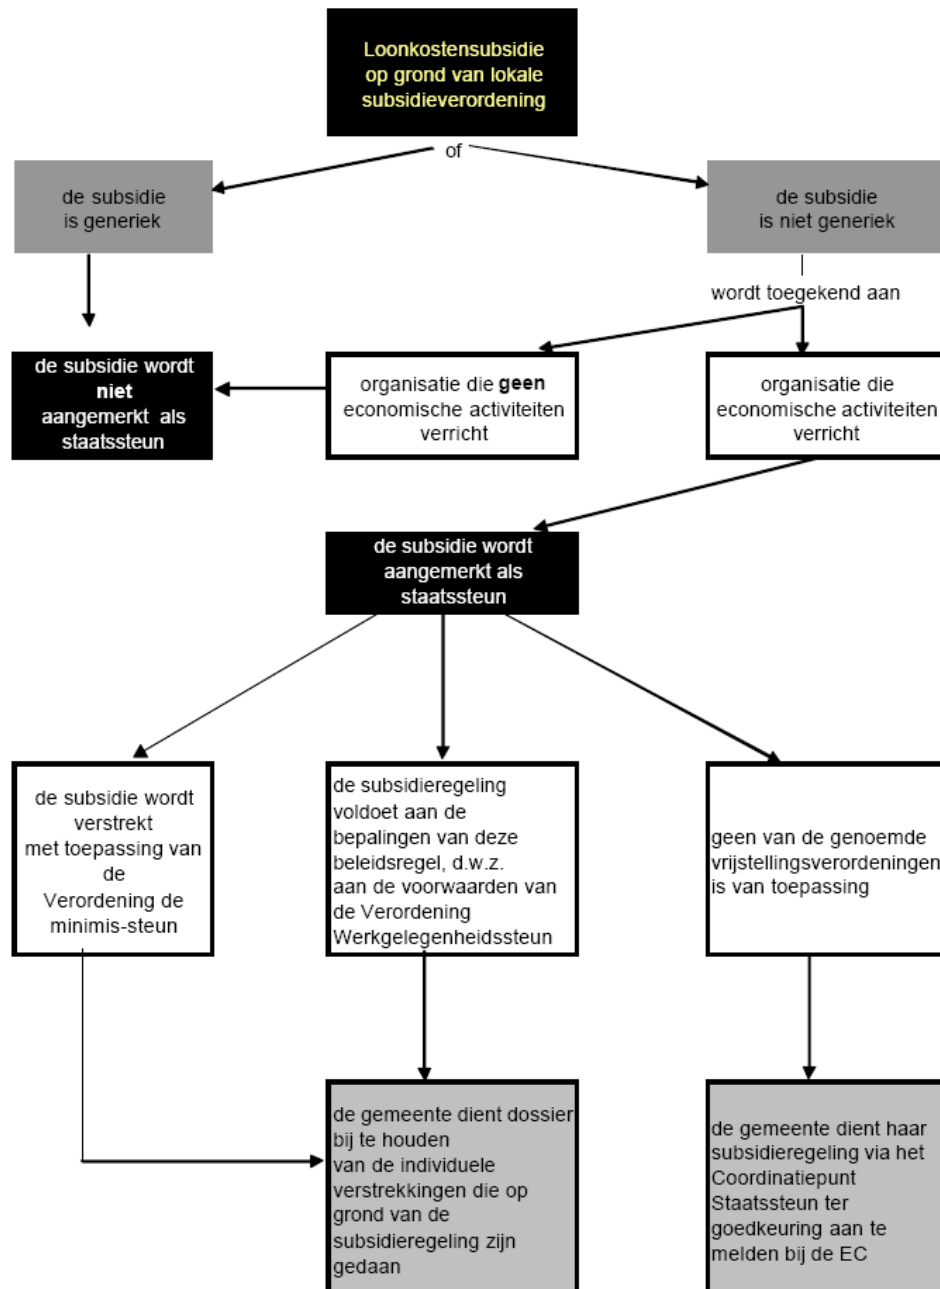 Loonkostensubsidie
op grond van lokale
subsidieverordening
of
de subsidie
is generiek
de subsidie
is niet generiek
wordt toegekend aan
de subsidie wordt
niet
aangemerkt als
staatssteun
organisatie die geen
economische activiteiten
verricht
organisatie die
economische activiteiten
verricht
de subsidie wordt
aangemerkt als
staatssteun
de subsidie wordt
verstrekt
met toepassing van
de
Verordening de
minimis-steun
de subsidieregeling
voldoet aan de
bepalingen van deze
beleidsregel, d.w.z.
aan de voorwaarden van
de Verordening
Werkgelegenheidssteun
geen van de genoemde
vrijstellingsverordeningen
is van toepassing
de gemeente dient dossier
bij te houden
van de individuele
verstrekkingen die op
grond van de
subsidieregeling zijn
gedaan
de gemeente dient haar
subsidieregeling via het
Coordinatiepunt
Staatssteun ter
goedkeuring aan te
melden bij de EC